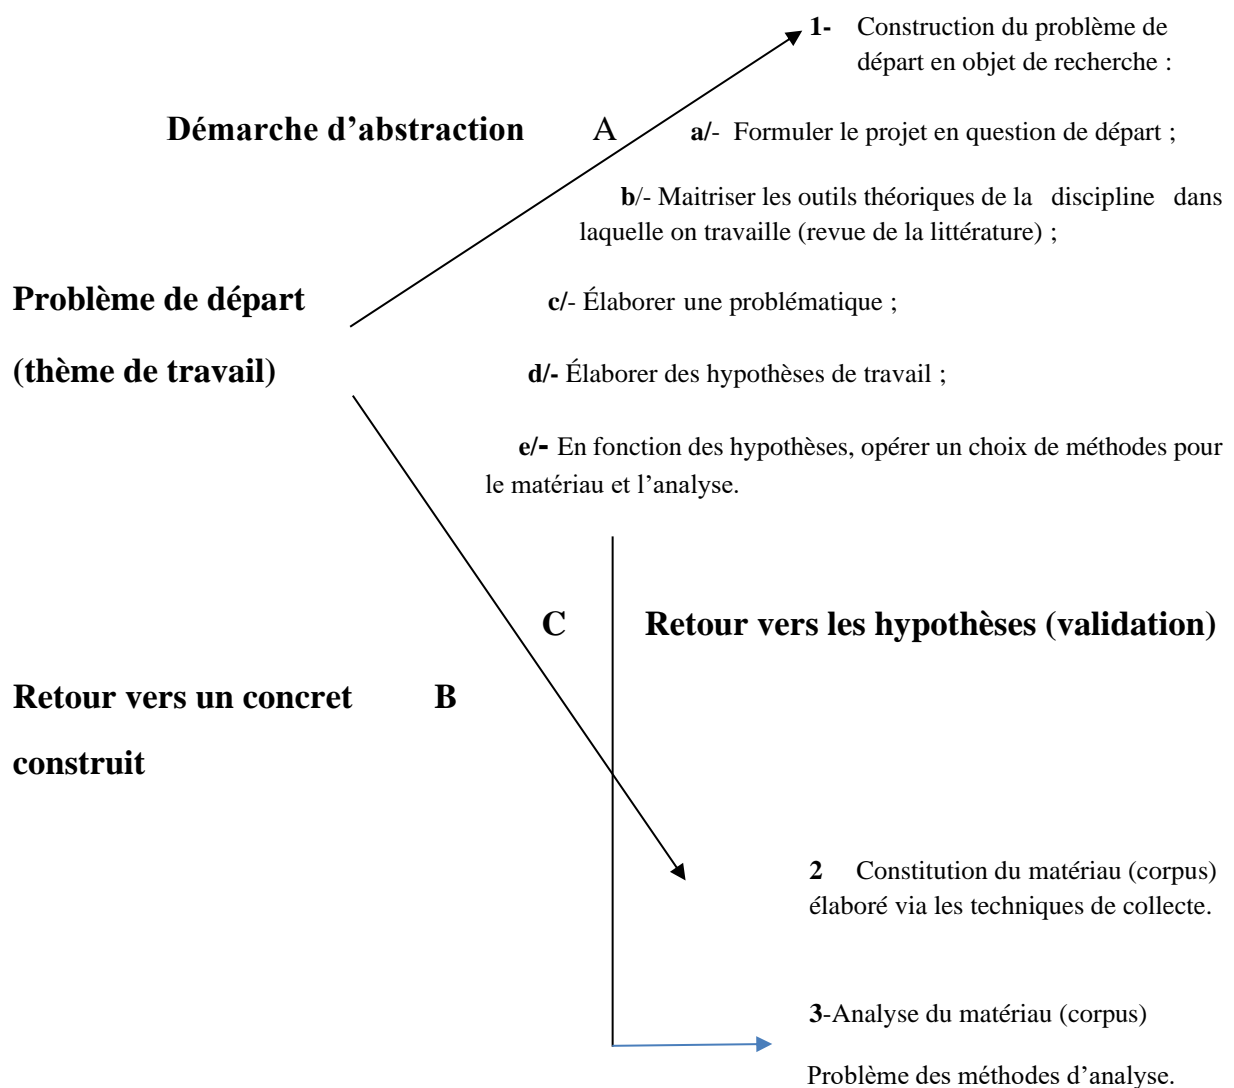 1- Construction du problème de
départ en objet de recherche :
Démarche d’abstraction A a/- Formuler le projet en question de départ ;
b/- Maitriser les outils théoriques de la discipline dans
laquelle on travaille (revue de la littérature) ;
Problème de départ c/- Élaborer une problématique ;
(thème de travail) d/- Élaborer des hypothèses de travail ;
e/- En fonction des hypothèses, opérer un choix de méthodes pour
le matériau et l’analyse.
C Retour vers les hypothèses (validation)
Retour vers un concret B
construit
2 Constitution du matériau (corpus)
élaboré via les techniques de collecte.
3-Analyse du matériau (corpus)
Problème des méthodes d’analyse.